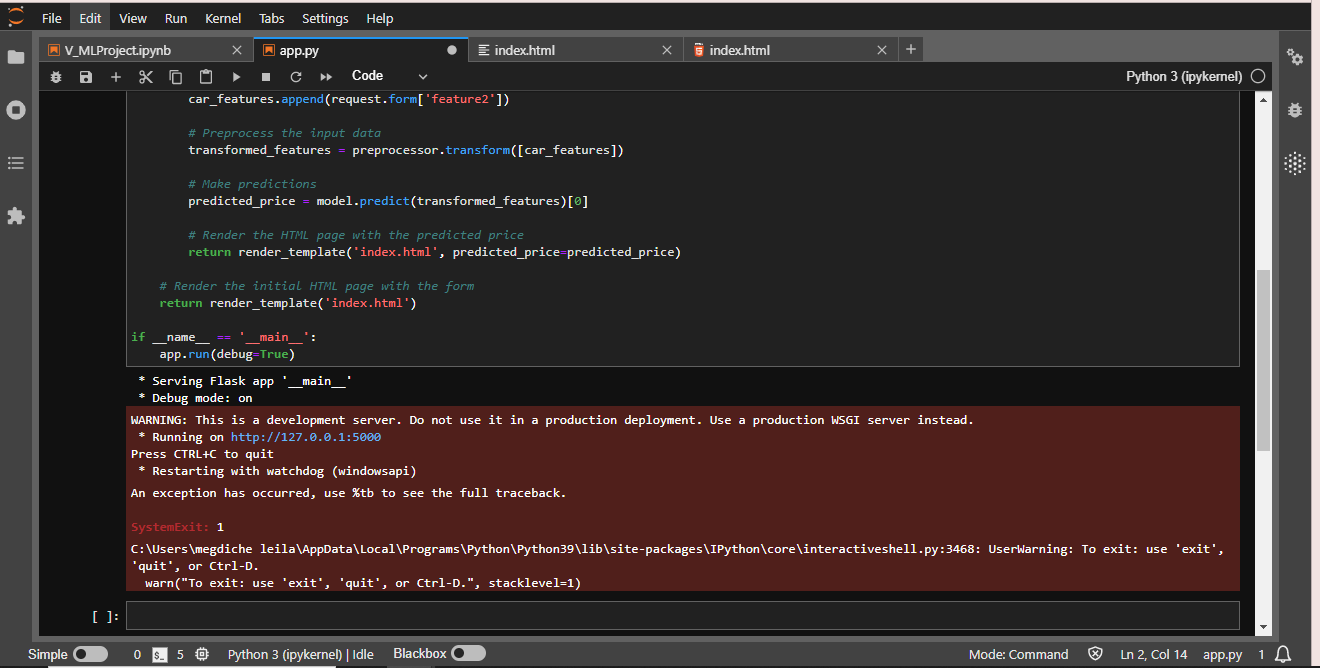 File Edit View Run Kernel Tabs Settings Help
V_MLProject.ipynb
app.py
index.html
index.html
Code
Python 3 (ipykernel)
car_features.append(request.form['feature2'])
# Preprocess the input data
transformed_features = preprocessor.transform([car_features])
# Make predictions
predicted_price = model.predict(transformed_features)[0]
# Render the HTML page with the predicted price
return render_template('index.html', predicted_price=predicted_price)
# Render the initial HTML page with the form
return render_template('index.html')
if __name__ == '__main__':
app.run(debug=True)
* Serving Flask app '__main__'
* Debug mode: on
WARNING: This is a development server. Do not use it in a production deployment. Use a production WSGI server instead.
* Running on http://127.0.0.1:5000
Press CTRL+C to quit
* Restarting with watchdog (windowsapi)
An exception has occurred, use %tb to see the full traceback.
SystemExit: 1
C:\Users\megdiche leila\AppData\Local\Programs\Python\Python39\lib\site-packages\IPython\core\interactiveshell.py:3468: UserWarning: To exit: use 'exit',
'quit', or Ctrl-D.
warn("To exit: use 'exit', 'quit', or Ctrl-D.", stacklevel=1)
[ ]:
Simple 0 $_ 5 Python 3 (ipykernel) | Idle Blackbox Mode: Command Ln 2, Col 14 app.py 1